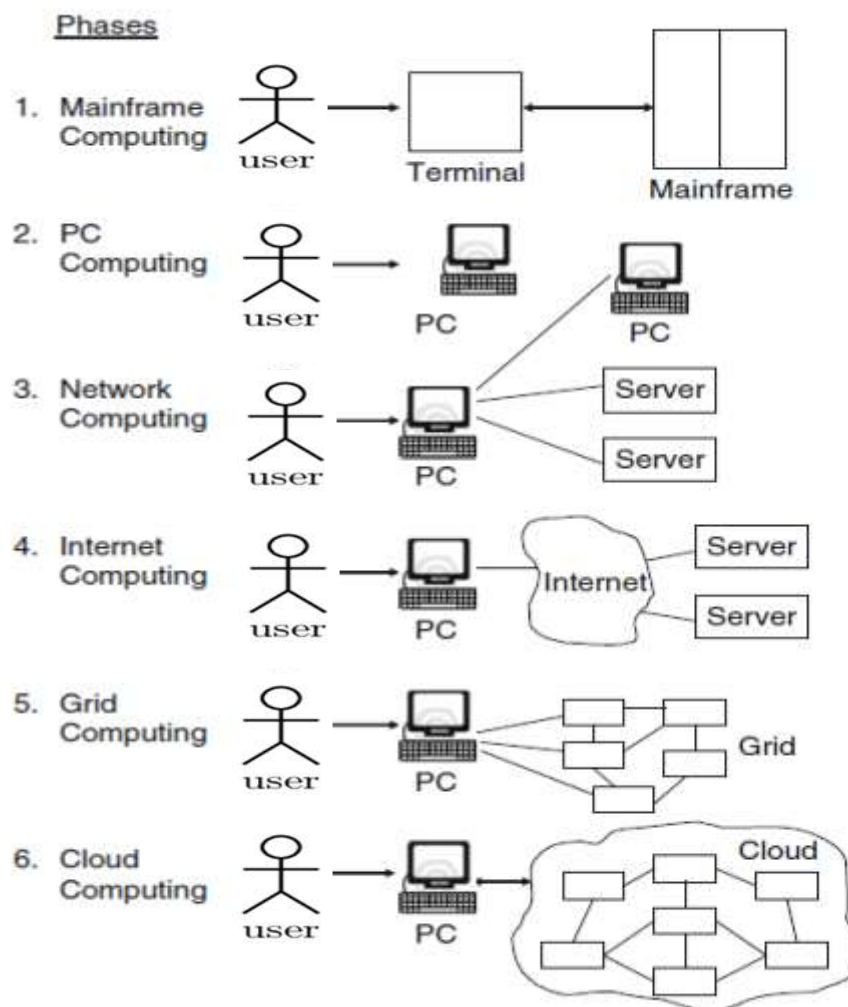 Phases
1. Mainframe
Computing
user
Terminal
Mainframe
2. PC
Computing
user
PC
PC
3. Network
Computing
user
PC
Server
Server
4. Internet
Computing
user
PC
Internet
Server
Server
5. Grid
Computing
user
PC
Grid
6. Cloud
Computing
user
PC
Cloud